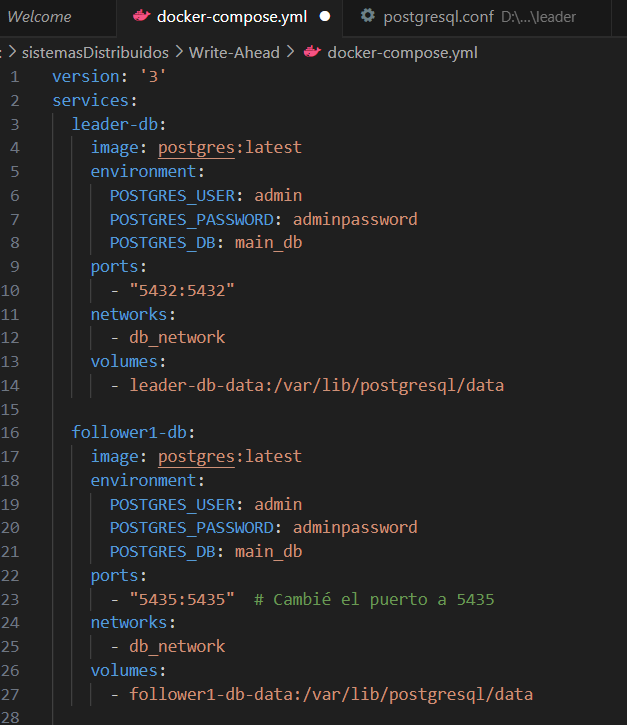 Welcome docker-compose.yml postgresql.conf D:\...\leader
: > sistemasDistribuidos > Write-Ahead > docker-compose.yml
1 version: '3'
2 services:
3   leader-db:
4     image: postgres:latest
5     environment:
6       POSTGRES_USER: admin
7       POSTGRES_PASSWORD: adminpassword
8       POSTGRES_DB: main_db
9     ports:
10       - "5432:5432"
11     networks:
12       - db_network
13     volumes:
14       - leader-db-data:/var/lib/postgresql/data
15
16   follower1-db:
17     image: postgres:latest
18     environment:
19       POSTGRES_USER: admin
20       POSTGRES_PASSWORD: adminpassword
21       POSTGRES_DB: main_db
22     ports:
23       - "5435:5435"  # Cambié el puerto a 5435
24     networks:
25       - db_network
26     volumes:
27       - follower1-db-data:/var/lib/postgresql/data
28